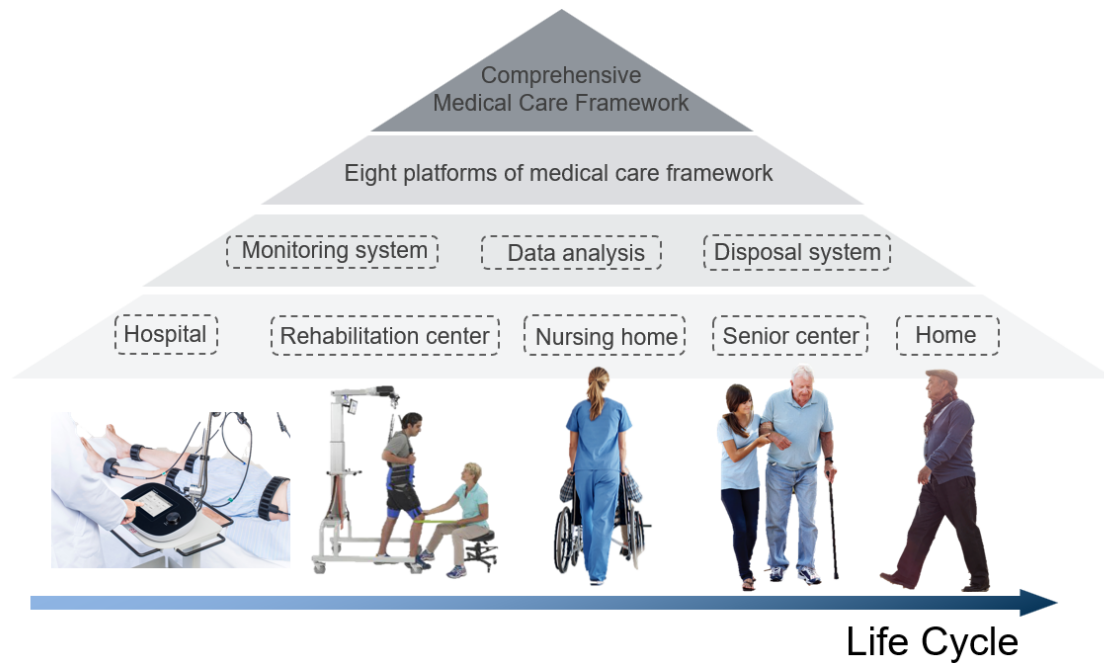 Comprehensive
Medical Care Framework
Eight platforms of medical care framework
Monitoring system
Data analysis
Disposal system
Hospital
Rehabilitation center
Nursing home
Senior center
Home
Life Cycle